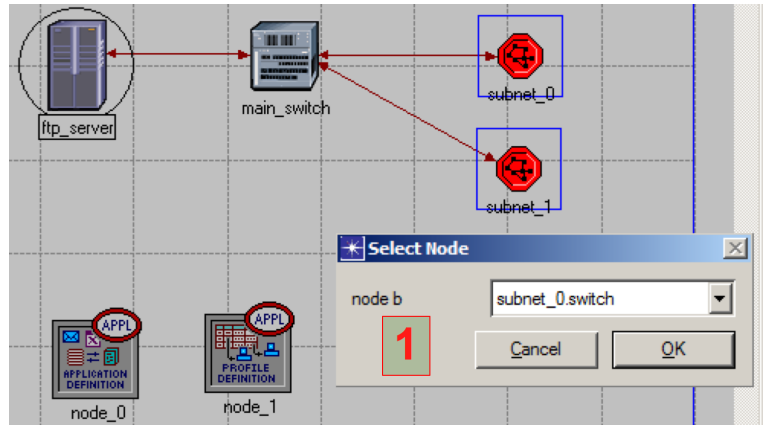 ftp_server
main_switch
subnet_0
subnet_1
Select Node
node b
subnet_0.switch
1
Cancel
OK
APPL
APPLICATION
DEFINITION
node_0
APPL
PROFILE
DEFINITION
node_1